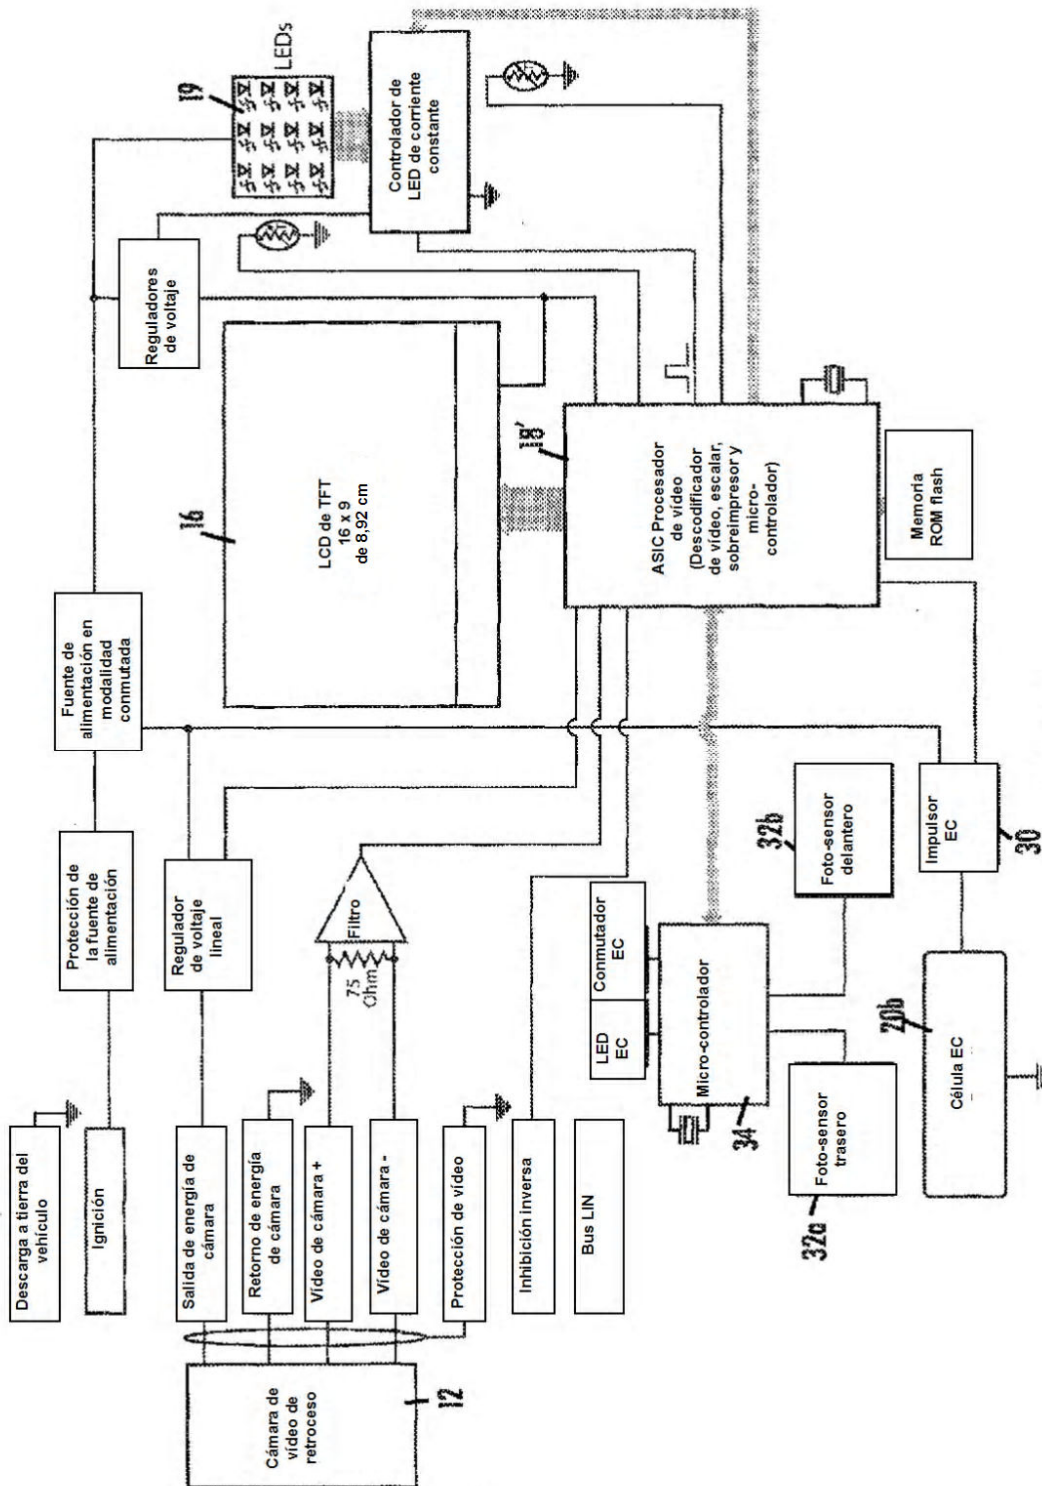 Descarga a tierra del
vehículo
Ignición
Protección de
la fuente de
alimentación
Fuente de
alimentación en
modalidad
conmutada
Reguladores
de voltaje
19
LEDs
Controlador de
LED de corriente
constante
16
LCD de TFT
16 x 9
de 8,92 cm
Cámara de
vídeo de
retroceso
12
Salida de energía de
cámara
Retorno de energía
de cámara
Vídeo de cámara +
Vídeo de cámara -
Protección de vídeo
Inhibición inversa
Bus LIN
Regulador
de voltaje
lineal
75
Ohm
Filtro
18'
ASIC Procesador
de vídeo
(Descodificador
de vídeo, escalar,
sobreimpresor y
micro-
controlador)
Memoria
ROM flash
LED
EC
Conmutador
EC
Micro-controlador
34
Foto-sensor
trasero
32a
Foto-sensor
delantero
32b
Célula EC
20b
Impulsor
EC
30